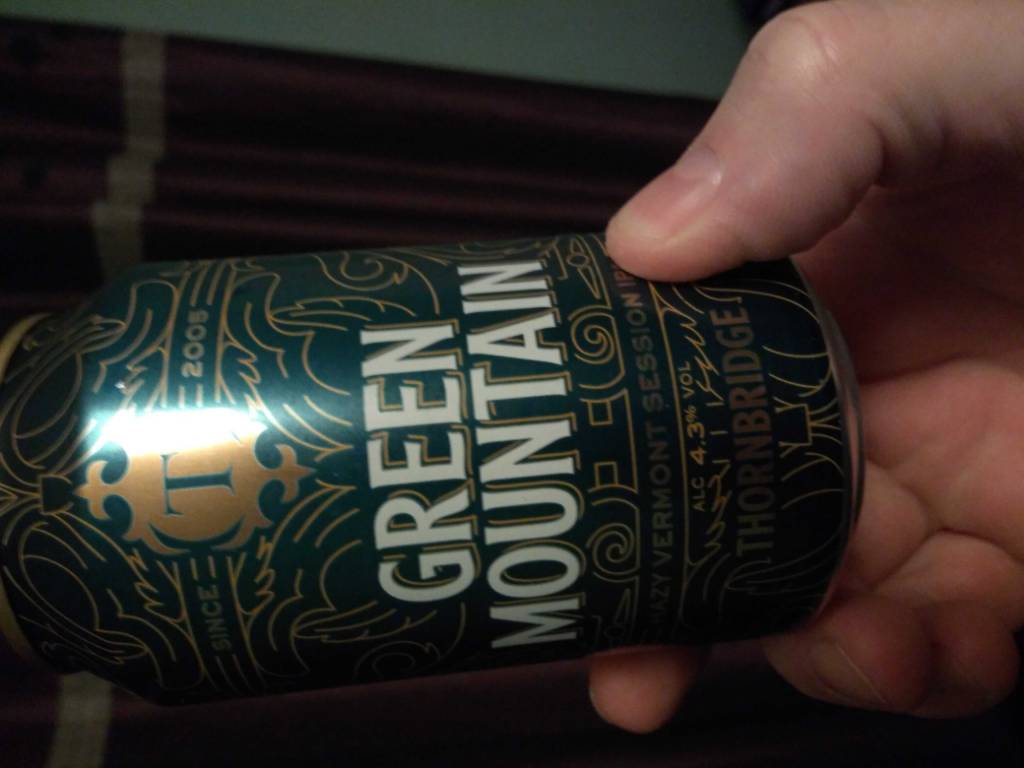 SINCE 2005
T
GREEN
MOUNTAIN
HAZY VERMONT SESSION IPA
ALC 4.3% VOL
THORNBRIDGE